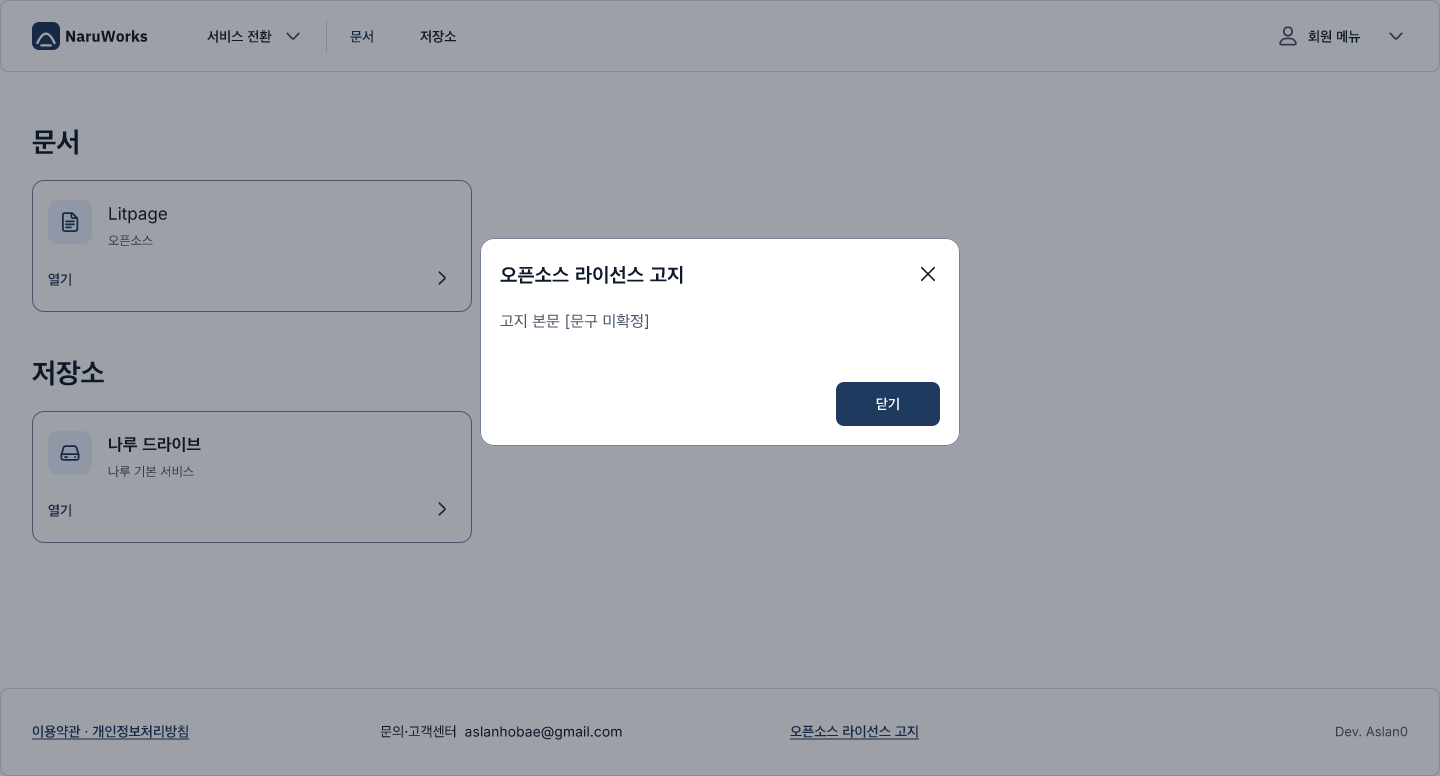 NaruWorks
서비스 전환
문서
저장소
회원 메뉴
문서
Litpage
오픈소스
열기
오픈소스 라이선스 고지
고지 본문 [문구 미확정]
닫기
저장소
나루 드라이브
나루 기본 서비스
열기
이용약관 · 개인정보처리방침
문의·고객센터 aslanhobae@gmail.com
오픈소스 라이선스 고지
Dev. Aslan0